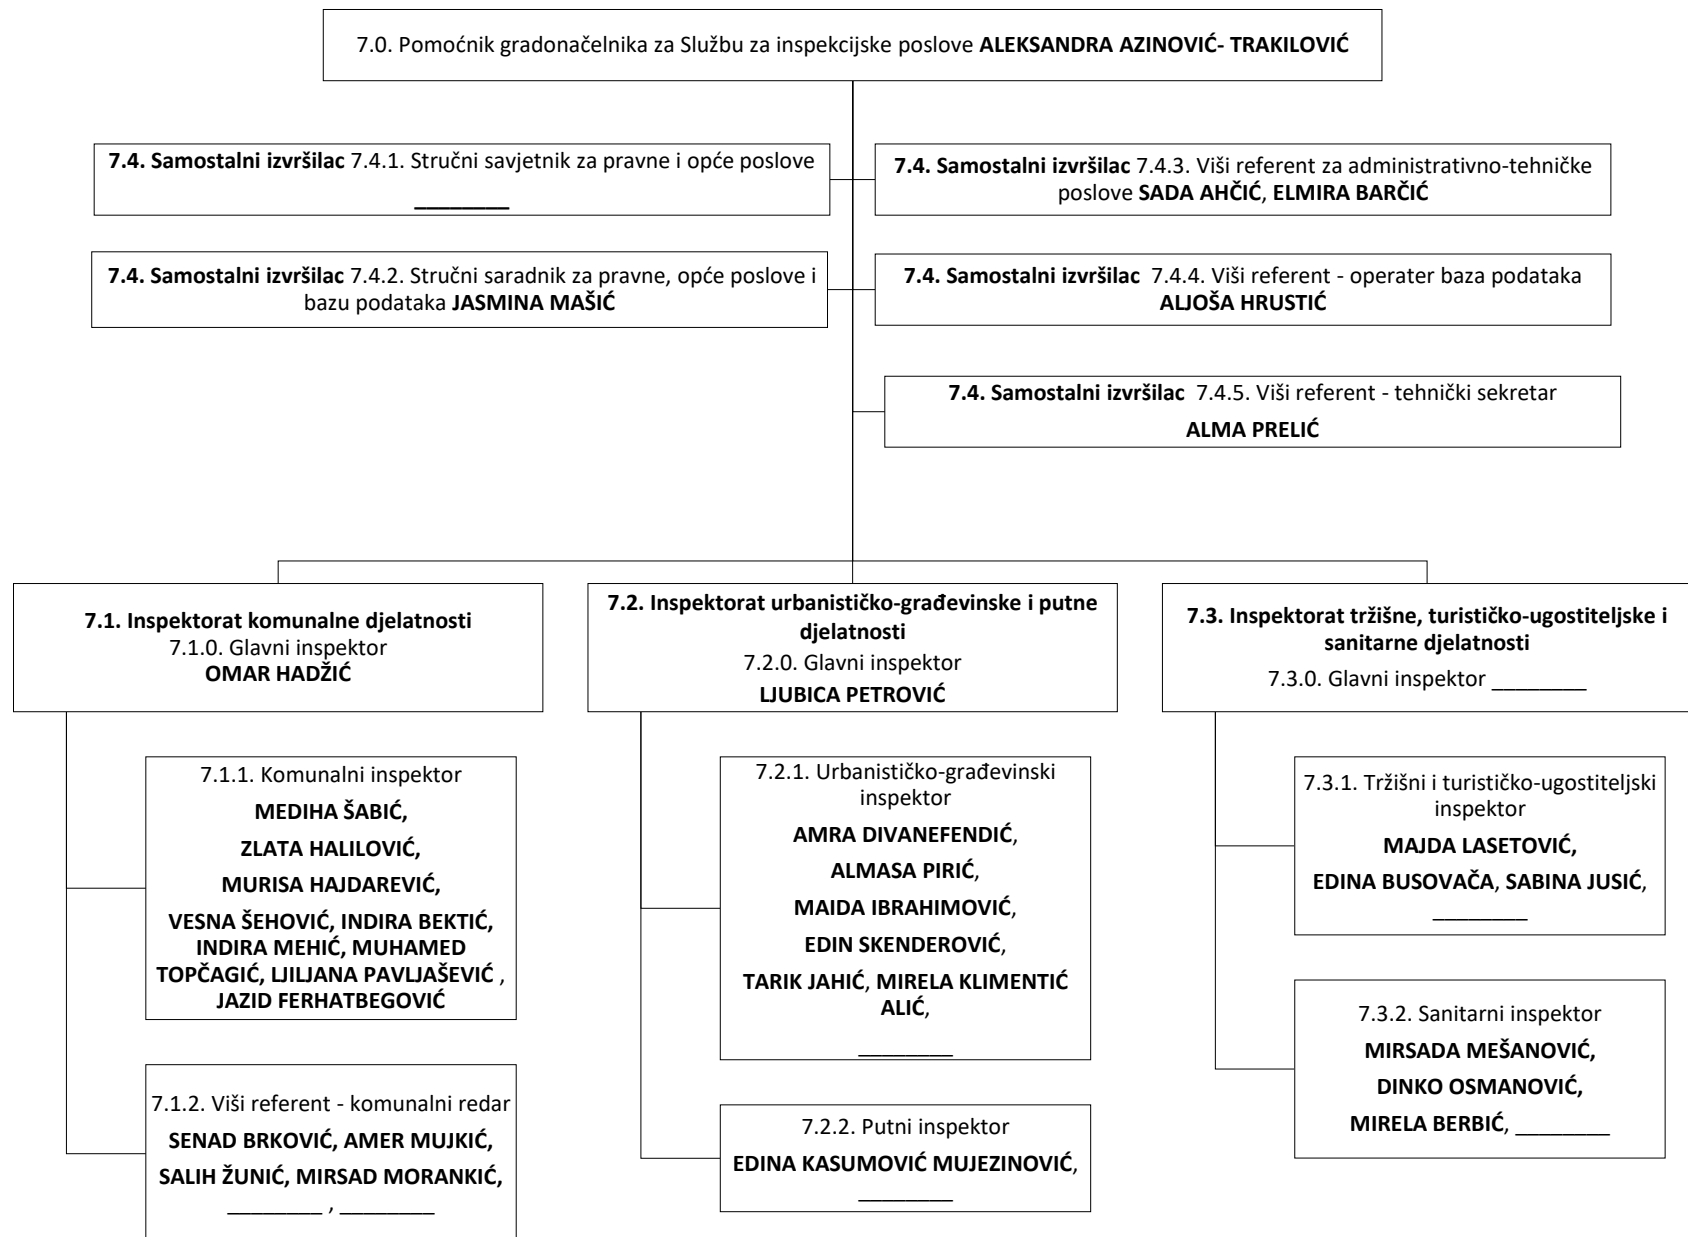 7.0. Pomoćnik gradonačelnika za Službu za inspekcijske poslove ALEKSANDRA AZINOVIĆ- TRAKILOVIĆ
7.4. Samostalni izvršilac 7.4.1. Stručni savjetnik za pravne i opće poslove
________
7.4. Samostalni izvršilac 7.4.3. Viši referent za administrativno-tehničke
poslove SADA AHČIĆ, ELMIRA BARČIĆ
7.4. Samostalni izvršilac 7.4.2. Stručni saradnik za pravne, opće poslove i
bazu podataka JASMINA MAŠIĆ
7.4. Samostalni izvršilac 7.4.4. Viši referent - operater baza podataka
ALJOŠA HRUSTIĆ
7.4. Samostalni izvršilac 7.4.5. Viši referent - tehnički sekretar
ALMA PRELIĆ
7.1. Inspektorat komunalne djelatnosti
7.1.0. Glavni inspektor
OMAR HADŽIĆ
7.2. Inspektorat urbanističko-građevinske i putne
djelatnosti
7.2.0. Glavni inspektor
LJUBICA PETROVIĆ
7.3. Inspektorat tržišne, turističko-ugostiteljske i
sanitarne djelatnosti
7.3.0. Glavni inspektor ________
7.1.1. Komunalni inspektor
MEDIHA ŠABIĆ,
ZLATA HALILOVIĆ,
MURISA HAJDAREVIĆ,
VESNA ŠEHOVIĆ, INDIRA BEKTIĆ,
INDIRA MEHIĆ, MUHAMED
TOPČAGIĆ, LJILJANA PAVLJAŠEVIĆ ,
JAZID FERHATBEGOVIĆ
7.1.2. Viši referent - komunalni redar
SENAD BRKOVIĆ, AMER MUJKIĆ,
SALIH ŽUNIĆ, MIRSAD MORANKIĆ,
________ , ________
7.2.1. Urbanističko-građevinski
inspektor
AMRA DIVANEFENDIĆ,
ALMASA PIRIĆ,
MAIDA IBRAHIMOVIĆ,
EDIN SKENDEROVIĆ,
TARIK JAHIĆ, MIRELA KLIMENTIĆ
ALIĆ,
________
7.2.2. Putni inspektor
EDINA KASUMOVIĆ MUJEZINOVIĆ,
________
7.3.1. Tržišni i turističko-ugostiteljski
inspektor
MAJDA LASETOVIĆ,
EDINA BUSOVAČA, SABINA JUSIĆ,
________
7.3.2. Sanitarni inspektor
MIRSADA MEŠANOVIĆ,
DINKO OSMANOVIĆ,
MIRELA BERBIĆ, ________